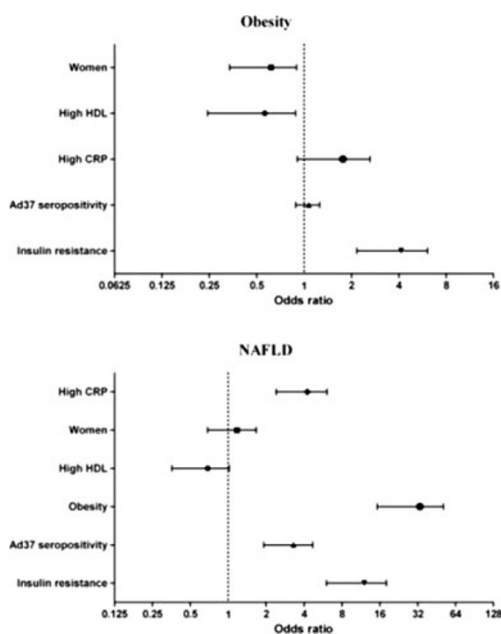 Obesity
Women
High HDL
High CRP
Ad37 seropositivity
Insulin resistance
0.0625 0.125 0.25 0.5 1 2 4 8 16
Odds ratio
NAFLD
High CRP
Women
High HDL
Obesity
Ad37 seropositivity
Insulin resistance
0.125 0.5 1 2 4 8 16 32 64 128
Odds ratio